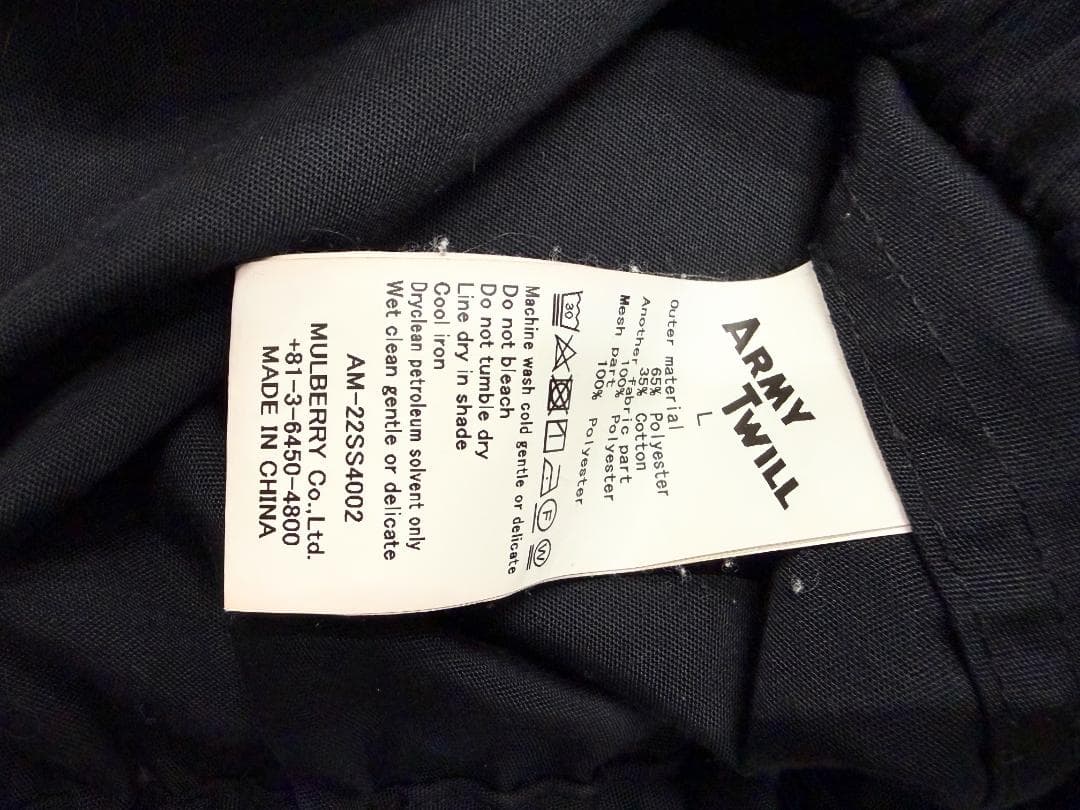 ARMY
TWILL
L
Outer material
65% Polyester
35% Cotton
Another fabric part
100% Polyester
Mesh part
100% Polyester
30 F W
Machine wash cold gentle or delicate
Do not bleach
Do not tumble dry
Line dry in shade
Cool iron
Dryclean petroleum solvent only
Wet clean gentle or delicate
AM-22SS4002
MULBERRY Co.,Ltd.
+81-3-6450-4800
MADE IN CHINA